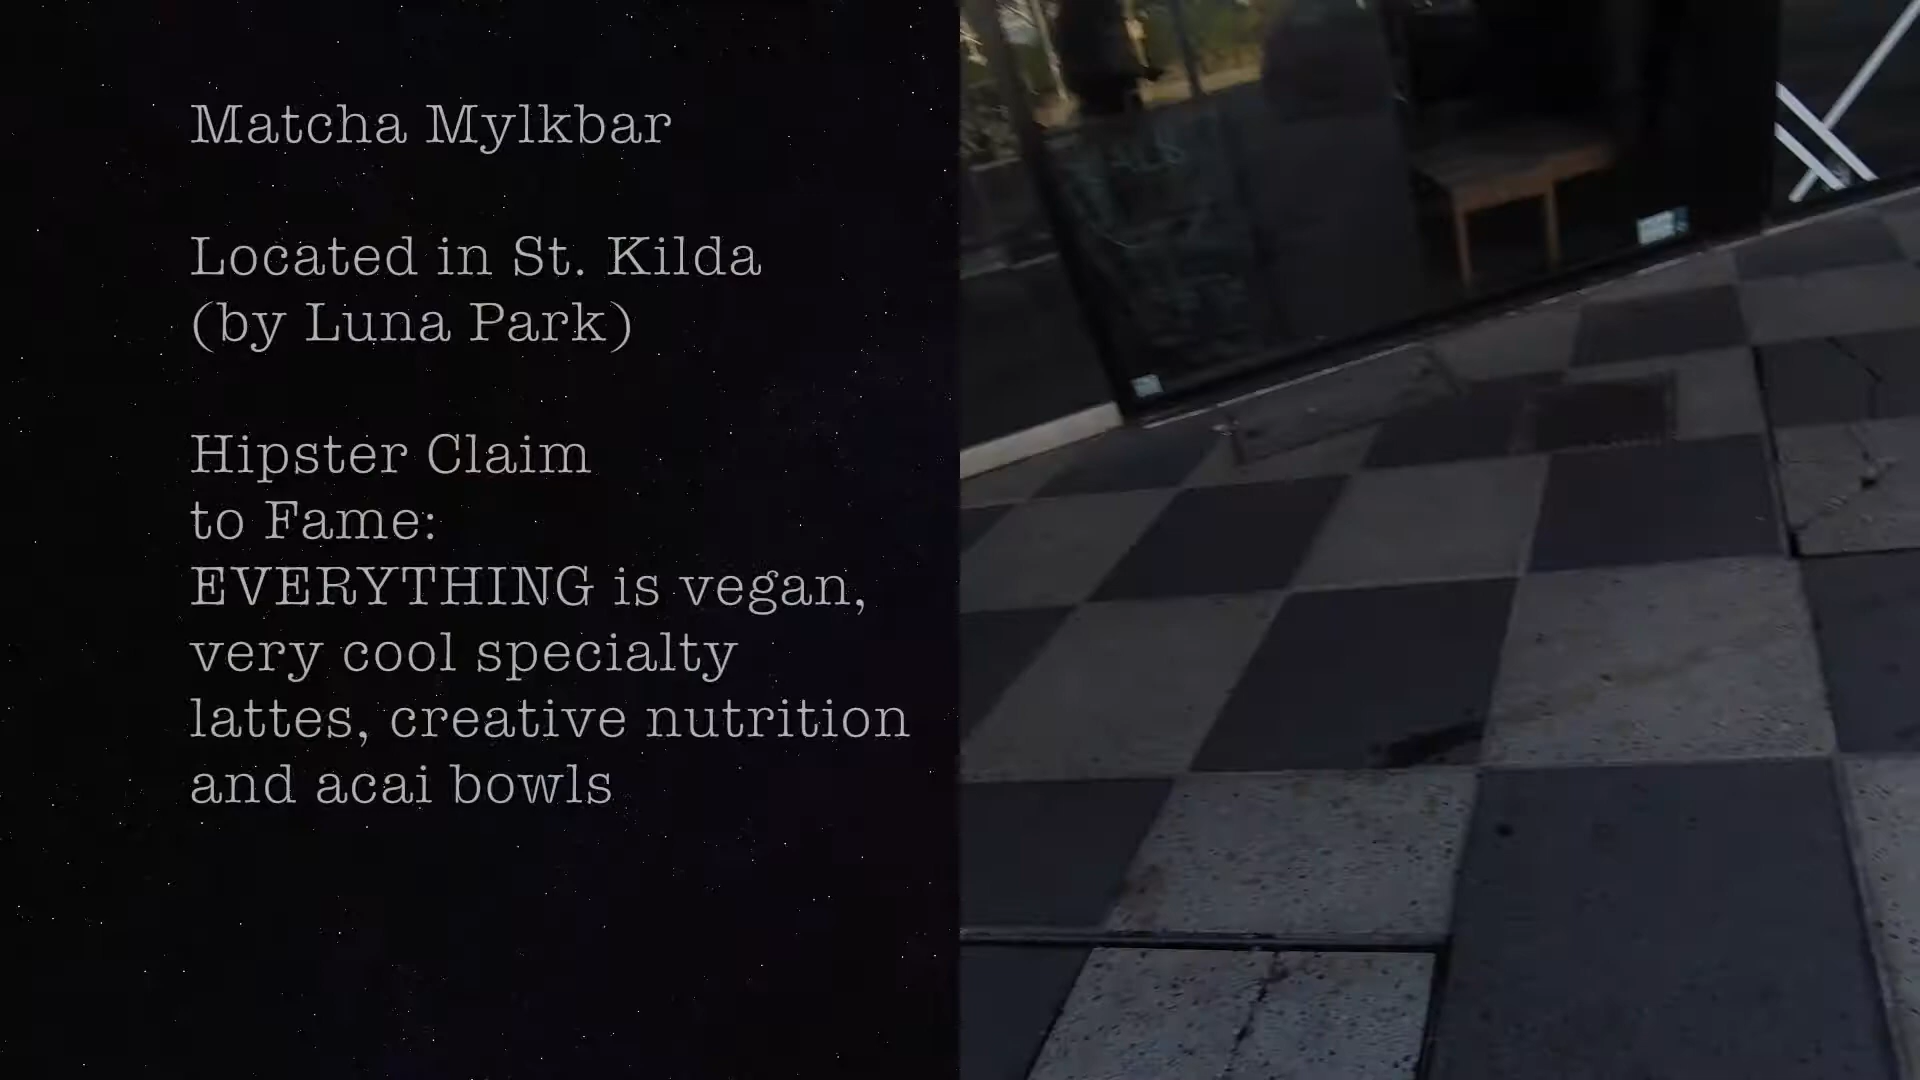 Matcha Mylkbar
Located in St. Kilda
(by Luna Park)
Hipster Claim
to Fame:
EVERYTHING is vegan,
very cool specialty
lattes, creative nutrition
and acai bowls